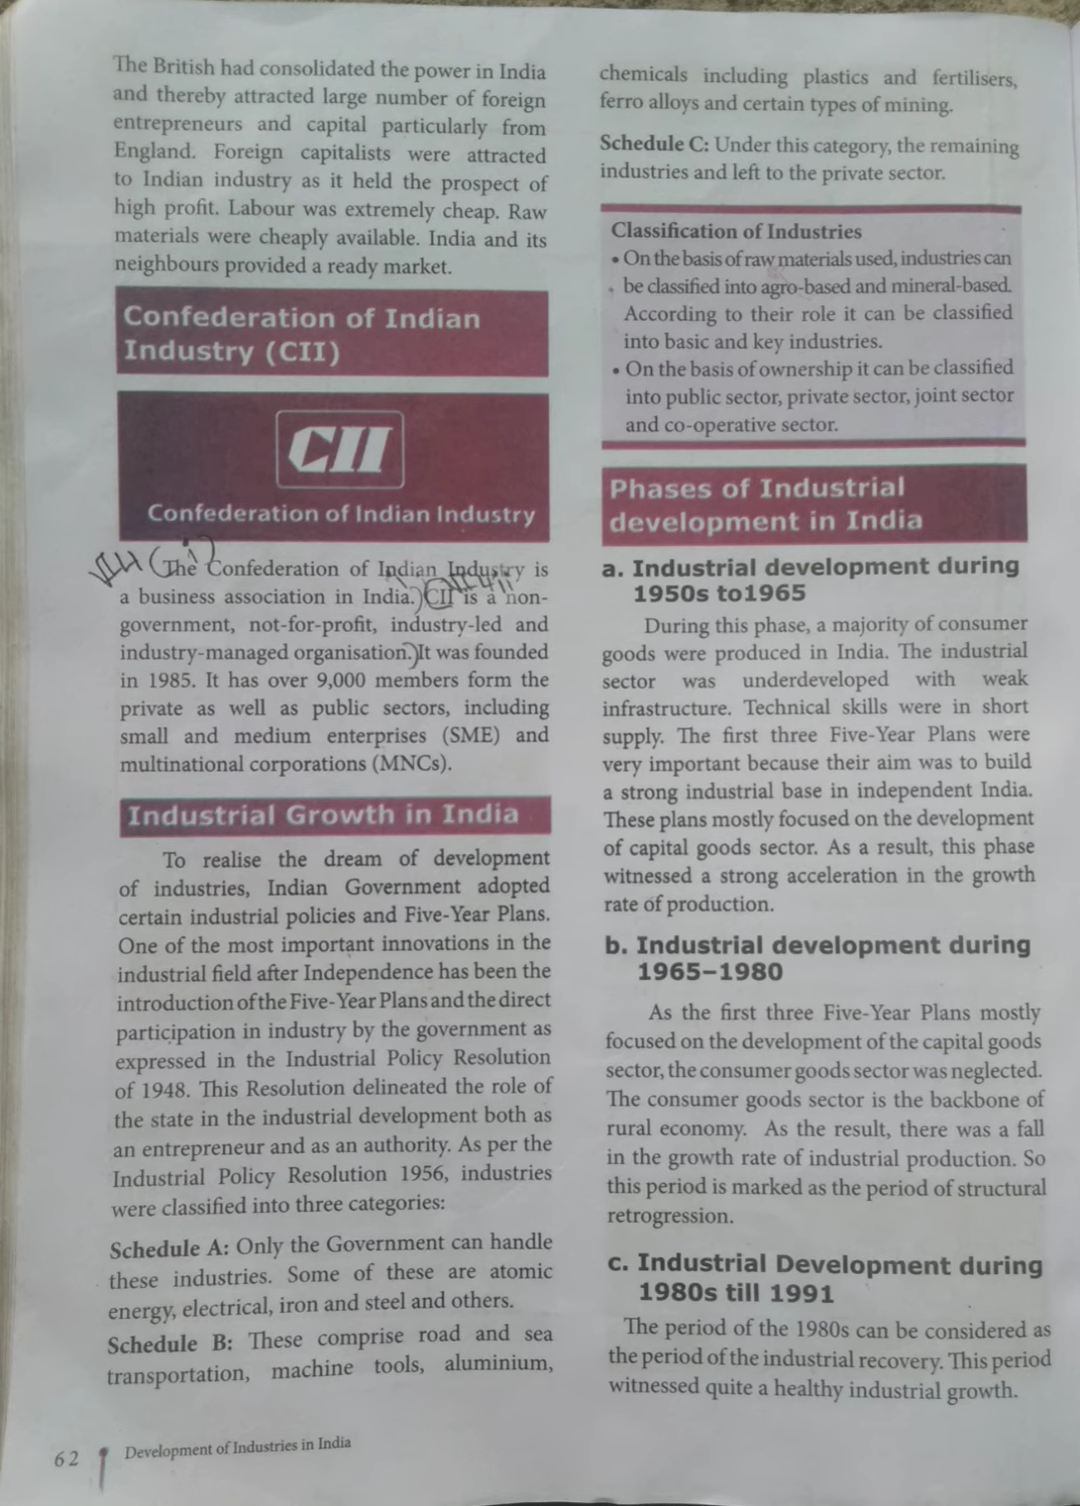 The British had consolidated the power in India
and thereby attracted large number of foreign
entrepreneurs and capital particularly from
England. Foreign capitalists were attracted
to Indian industry as it held the prospect of
high profit. Labour was extremely cheap. Raw
materials were cheaply available. India and its
neighbours provided a ready market.
Confederation of Indian
Industry (CII)
CII
Confederation of Indian Industry
The Confederation of Indian Industry is
a business association in India. CII is a non-
government, not-for-profit, industry-led and
industry-managed organisation. It was founded
in 1985. It has over 9,000 members form the
private as well as public sectors, including
small and medium enterprises (SME) and
multinational corporations (MNCs).
Industrial Growth in India
To realise the dream of development
of industries, Indian Government adopted
certain industrial policies and Five-Year Plans.
One of the most important innovations in the
industrial field after Independence has been the
introduction of the Five-Year Plans and the direct
participation in industry by the government as
expressed in the Industrial Policy Resolution
of 1948. This Resolution delineated the role of
the state in the industrial development both as
an entrepreneur and as an authority. As per the
Industrial Policy Resolution 1956, industries
were classified into three categories:
Schedule A: Only the Government can handle
these industries. Some of these are atomic
energy, electrical, iron and steel and others.
Schedule B: These comprise road and sea
transportation, machine tools, aluminium,
chemicals including plastics and fertilisers,
ferro alloys and certain types of mining.
Schedule C: Under this category, the remaining
industries and left to the private sector.
Classification of Industries
• On the basis of raw materials used, industries can
be classified into agro-based and mineral-based.
According to their role it can be classified
into basic and key industries.
• On the basis of ownership it can be classified
into public sector, private sector, joint sector
and co-operative sector.
Phases of Industrial
development in India
a. Industrial development during
1950s to1965
During this phase, a majority of consumer
goods were produced in India. The industrial
sector was underdeveloped with weak
infrastructure. Technical skills were in short
supply. The first three Five-Year Plans were
very important because their aim was to build
a strong industrial base in independent India.
These plans mostly focused on the development
of capital goods sector. As a result, this phase
witnessed a strong acceleration in the growth
rate of production.
b. Industrial development during
1965–1980
As the first three Five-Year Plans mostly
focused on the development of the capital goods
sector, the consumer goods sector was neglected.
The consumer goods sector is the backbone of
rural economy. As the result, there was a fall
in the growth rate of industrial production. So
this period is marked as the period of structural
retrogression.
c. Industrial Development during
1980s till 1991
The period of the 1980s can be considered as
the period of the industrial recovery. This period
witnessed quite a healthy industrial growth.
62
Development of Industries in India